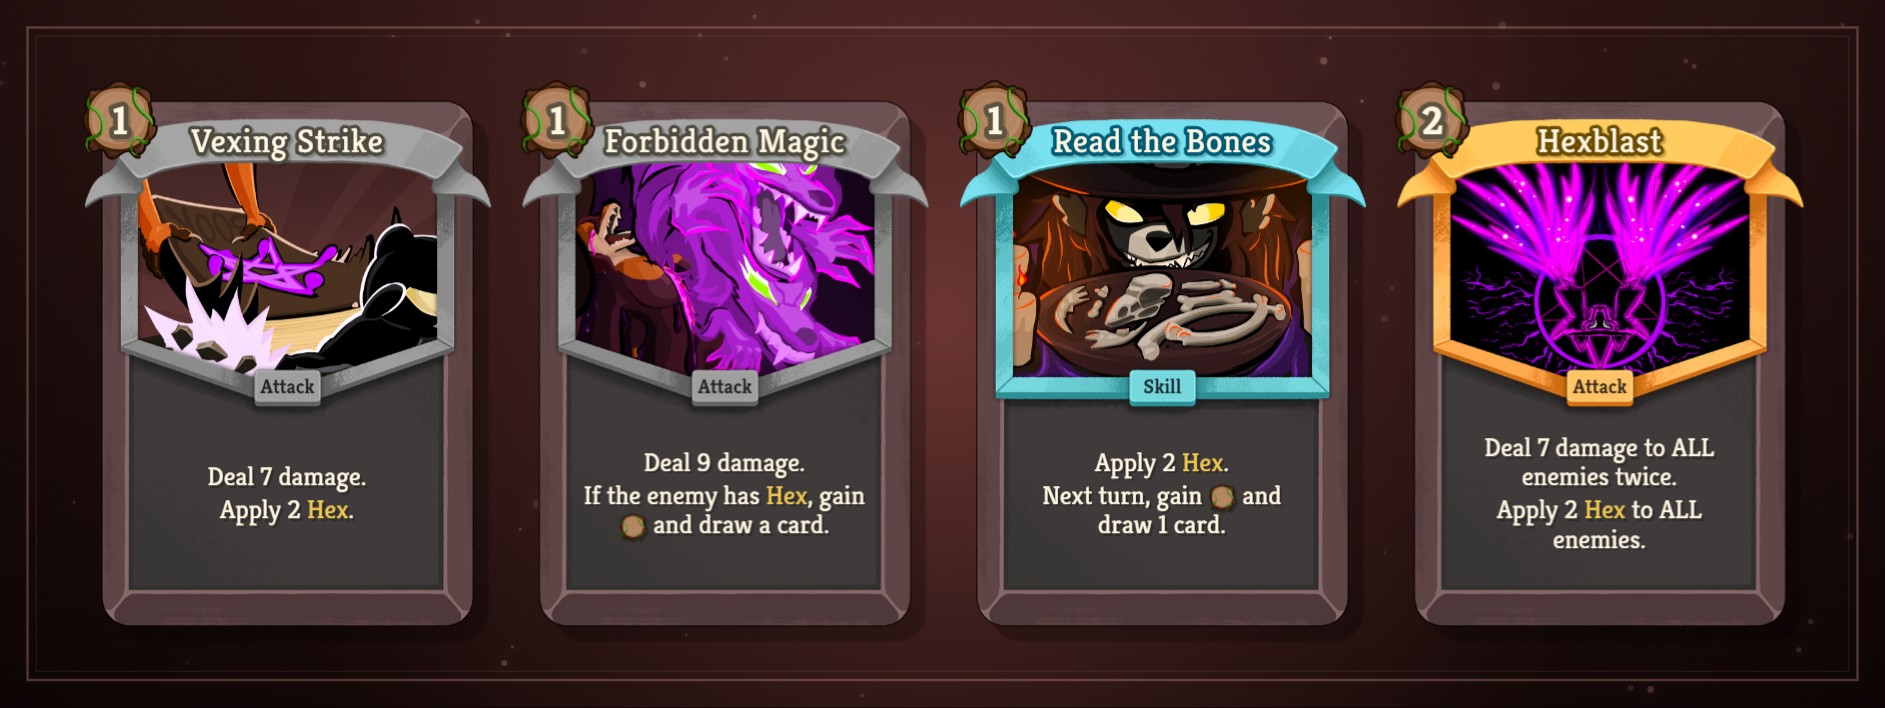 1
Vexing Strike
Attack
Deal 7 damage.
Apply 2 Hex.
1
Forbidden Magic
Attack
Deal 9 damage.
If the enemy has Hex, gain
and draw a card.
1
Read the Bones
Skill
Apply 2 Hex.
Next turn, gain and
draw 1 card.
2
Hexblast
Attack
Deal 7 damage to ALL
enemies twice.
Apply 2 Hex to ALL
enemies.